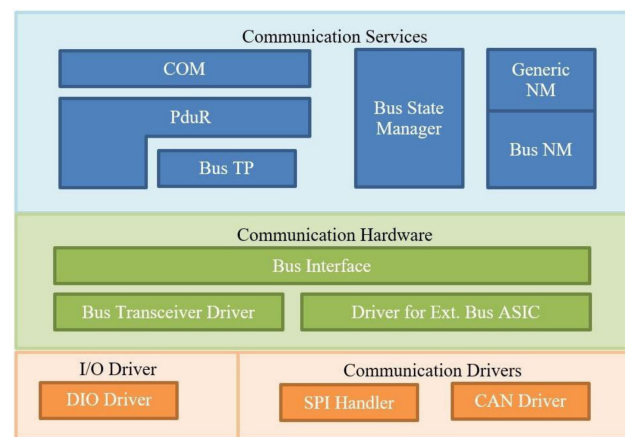 Communication Services
COM
PduR
Bus TP
Bus State
Manager
Generic
NM
Bus NM
Communication Hardware
Bus Interface
Bus Transceiver Driver
Driver for Ext. Bus ASIC
I/O Driver
DIO Driver
Communication Drivers
SPI Handler
CAN Driver